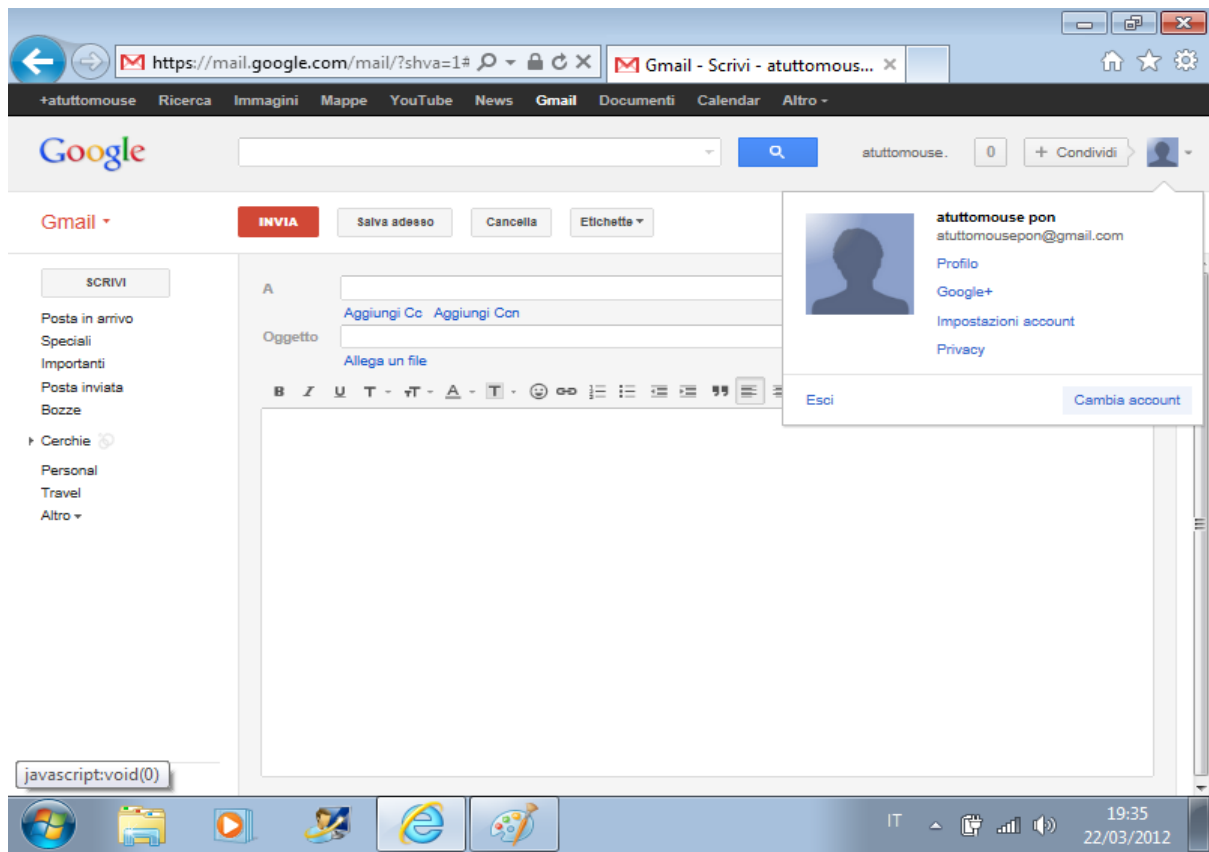 https://mail.google.com/mail/?shva=1#
Gmail - Scrivi - atuttomous...
+atuttomouse Ricerca Immagini Mappe YouTube News Gmail Documenti Calendar Altro
Google
atuttomouse. 0 + Condividi
Gmail
INVIA Salva adesso Cancella Etichette
atuttomouse pon
atuttomousepon@gmail.com
Profilo
Google+
Impostazioni account
Privacy
Esci Cambia account
SCRIVI
Posta in arrivo
Speciali
Importanti
Posta inviata
Bozze
Cerchie
Personal
Travel
Altro
A
Aggiungi Cc Aggiungi Ccn
Oggetto
Allega un file
B I U T T A T
javascript:void(0)
IT 19:35
22/03/2012